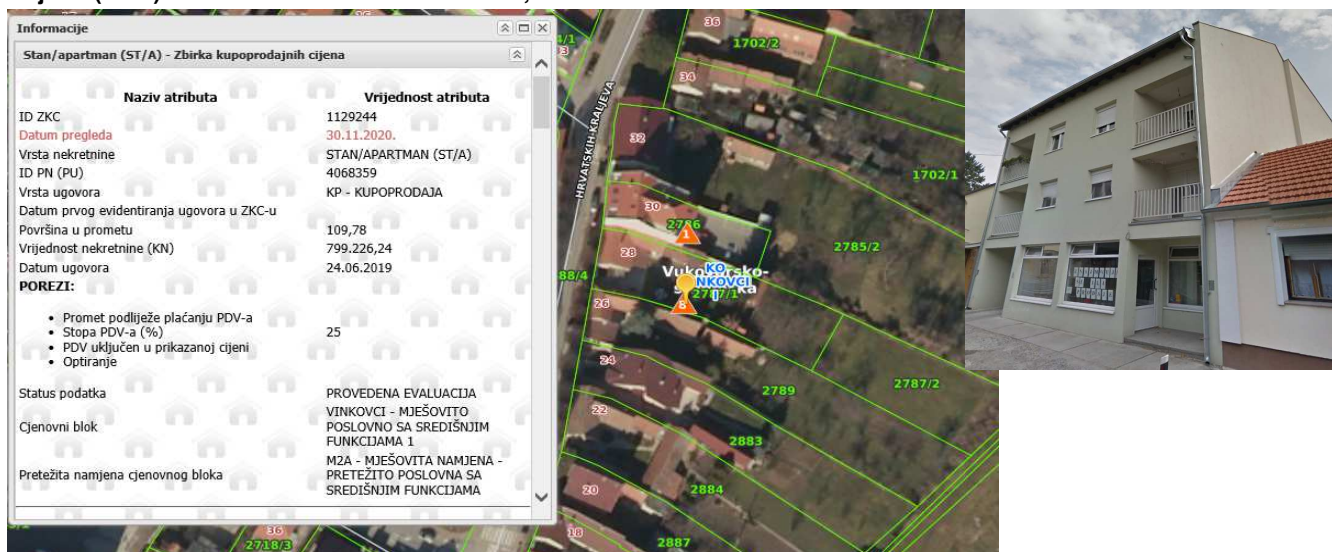 Informacije
Stan/apartman (ST/A) - Zbirka kupoprodajnih cijena
Naziv atributa Vrijednost atributa
ID ZKC 1129244
Datum pregleda 30.11.2020.
Vrsta nekretnine STAN/APARTMAN (ST/A)
ID PN (PU) 4068359
Vrsta ugovora KP - KUPOPRODAJA
Datum prvog evidentiranja ugovora u ZKC-u
Površina u prometu 109,78
Vrijednost nekretnine (KN) 799.226,24
Datum ugovora 24.06.2019
POREZI:
• Promet podliježe plaćanju PDV-a
• Stopa PDV-a (%) 25
• PDV uključen u prikazanoj cijeni
• Optiranje
Status podatka PROVEDENA EVALUACIJA
Cjenovni blok VINKOVCI - MJEŠOVITO
POSLOVNO SA SREDIŠNJIM
FUNKCIJAMA 1
Pretežita namjena cjenovnog bloka M2A - MJEŠOVITA NAMJENA -
PRETEŽITO POSLOVNA SA
SREDIŠNJIM FUNKCIJAMA
36
1702/2
34
HRVATSKIH KRALJEVA
32
1702/1
30
2786
1
28
2785/2
KO
NKOVCI
I
2787/1
26
24
2789
2787/2
22
2883
20
2884
18
2887
36
2718/3